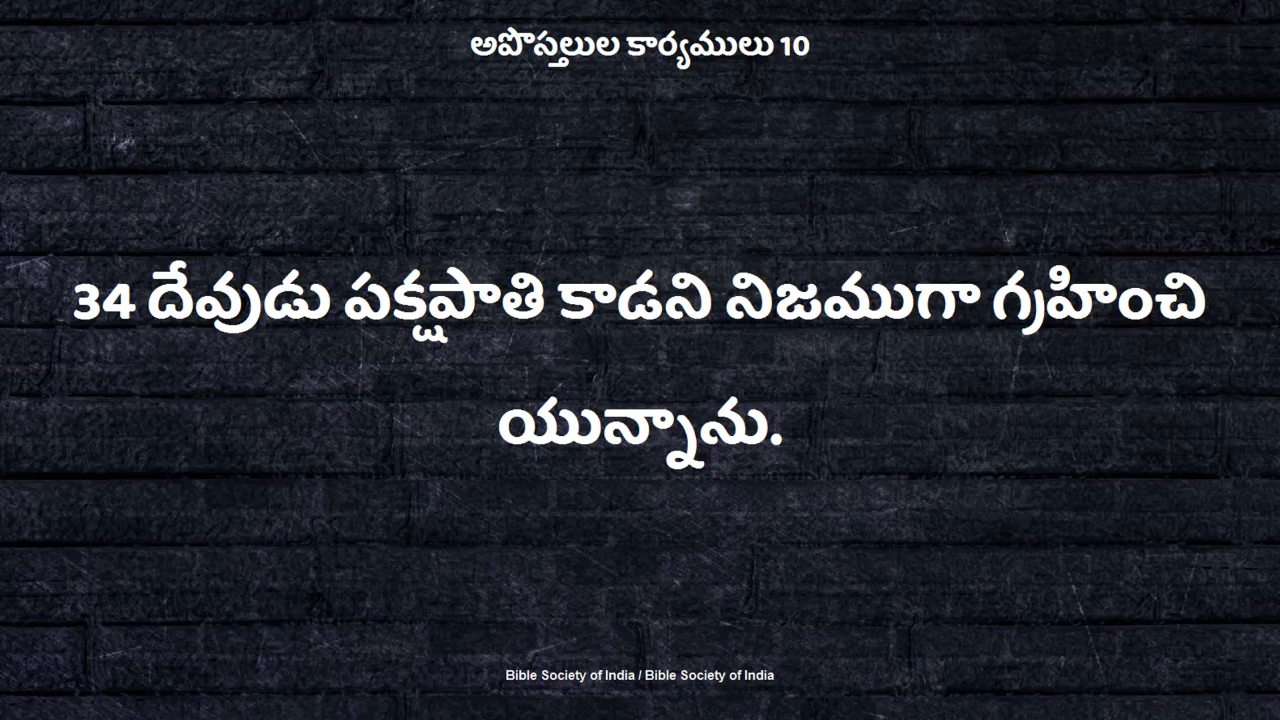 అపొస్తలుల కార్యములు 10
34 దేవుడు పక్షపాతి కాడని నిజముగా గ్రహించి
యున్నాను.
Bible Society of India / Bible Society of India